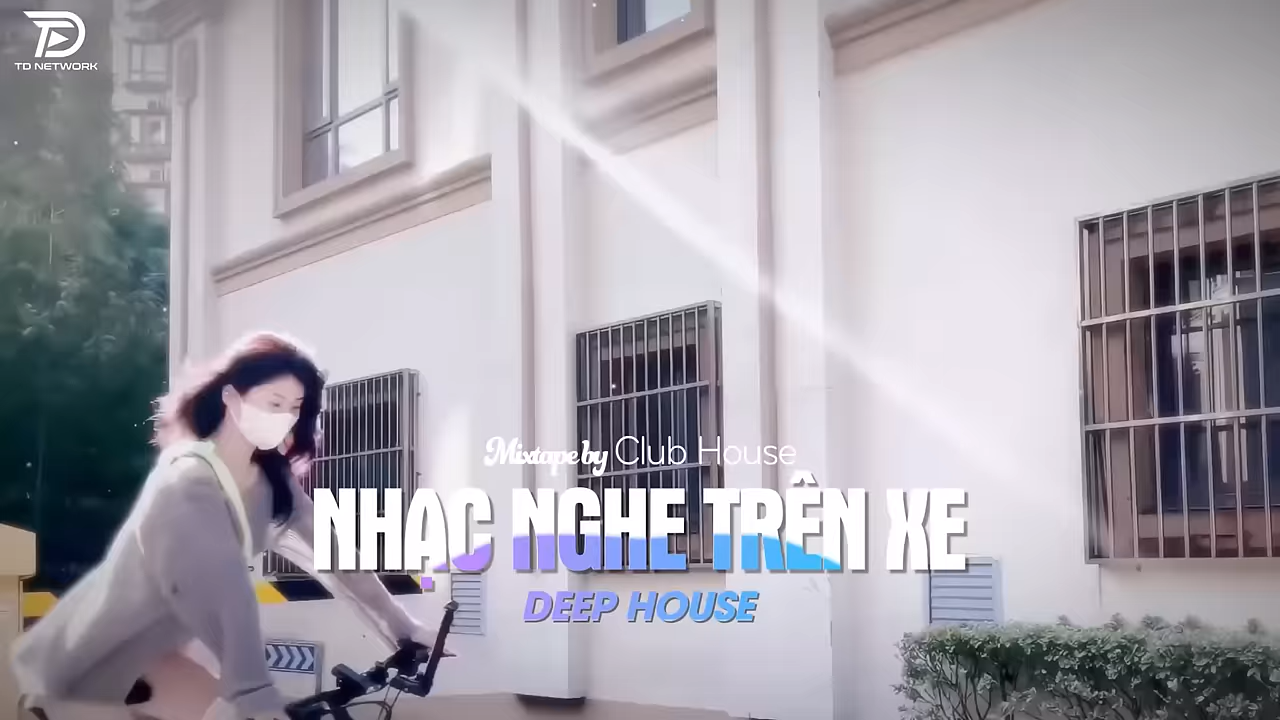 TD NETWORK
Mixtape by Club House
NHẠC NGHE TRÊN XE
DEEP HOUSE